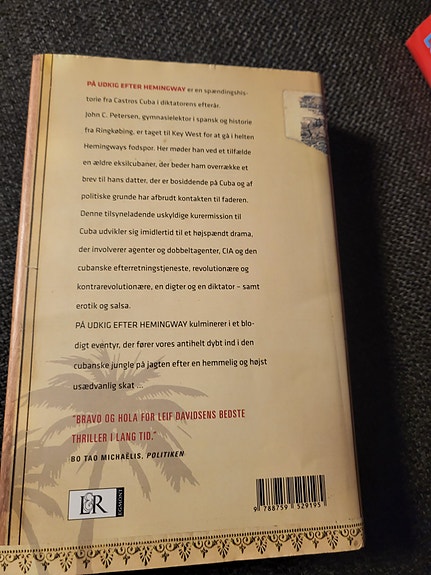 PÅ UDKIG EFTER HEMINGWAY er en spændingshis-
torie fra Castros Cuba i diktatorens efterår.
John C. Petersen, gymnasielektor i spansk og historie
fra Ringkøbing, er taget til Key West for at gå i helten
Hemingways fodspor. Her møder han ved et tilfælde
en ældre eksilcubaner, der beder ham overrække et
brev til hans datter, der er bosiddende på Cuba og af
politiske grunde har afbrudt kontakten til faderen.
Denne tilsyneladende uskyldige kurermission til
Cuba udvikler sig imidlertid til et højspændt drama,
der involverer agenter og dobbeltagenter, CIA og den
cubanske efterretningstjeneste, revolutionære og
kontrarevolutionære, en digter og en diktator – samt
erotik og salsa.
PÅ UDKIG EFTER HEMINGWAY kulminerer i et blo-
digt eventyr, der fører vores antihelt dybt ind i den
cubanske jungle på jagten efter en hemmelig og højst
usædvanlig skat ...
"BRAVO OG HOLA FOR LEIF DAVIDSENS BEDSTE
THRILLER I LANG TID."
BO TAO MICHAËLIS, POLITIKEN
L&R
EGMONT
9 788759 529195